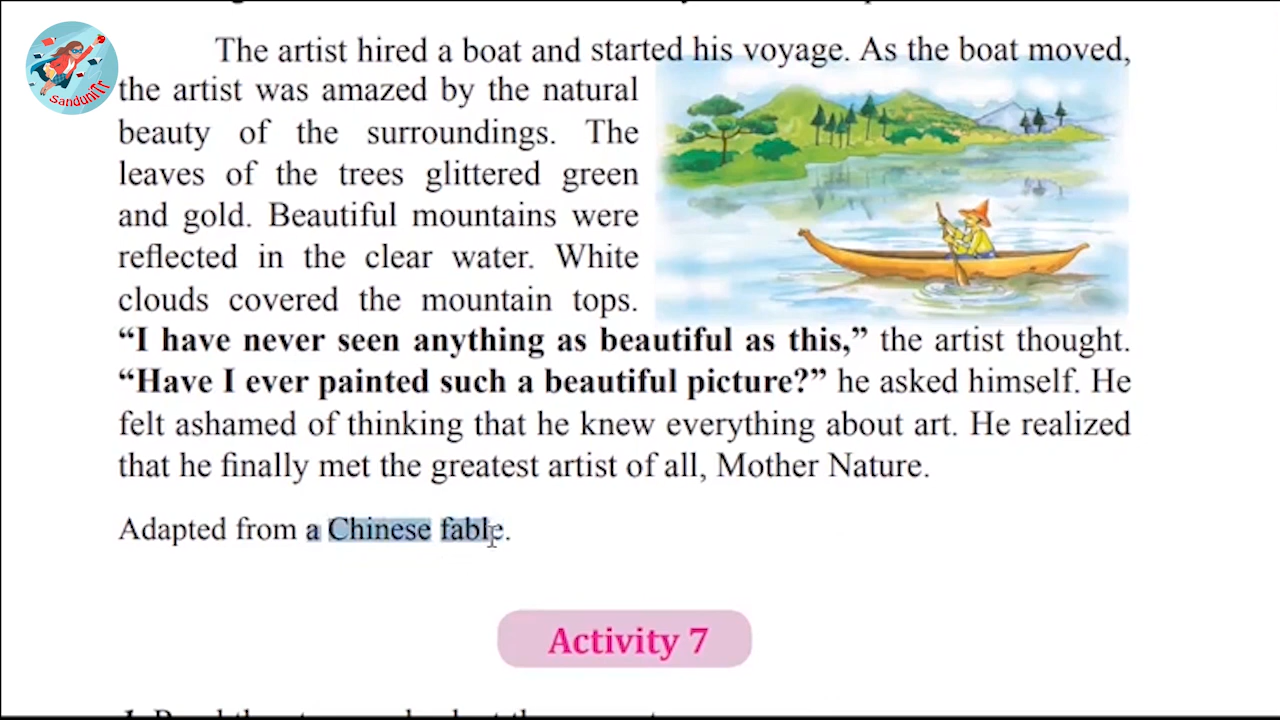 SanduniTr
The artist hired a boat and started his voyage. As the boat moved,
the artist was amazed by the natural
beauty of the surroundings. The
leaves of the trees glittered green
and gold. Beautiful mountains were
reflected in the clear water. White
clouds covered the mountain tops.
“I have never seen anything as beautiful as this,” the artist thought.
“Have I ever painted such a beautiful picture?” he asked himself. He
felt ashamed of thinking that he knew everything about art. He realized
that he finally met the greatest artist of all, Mother Nature.
Adapted from a Chinese fable.
Activity 7